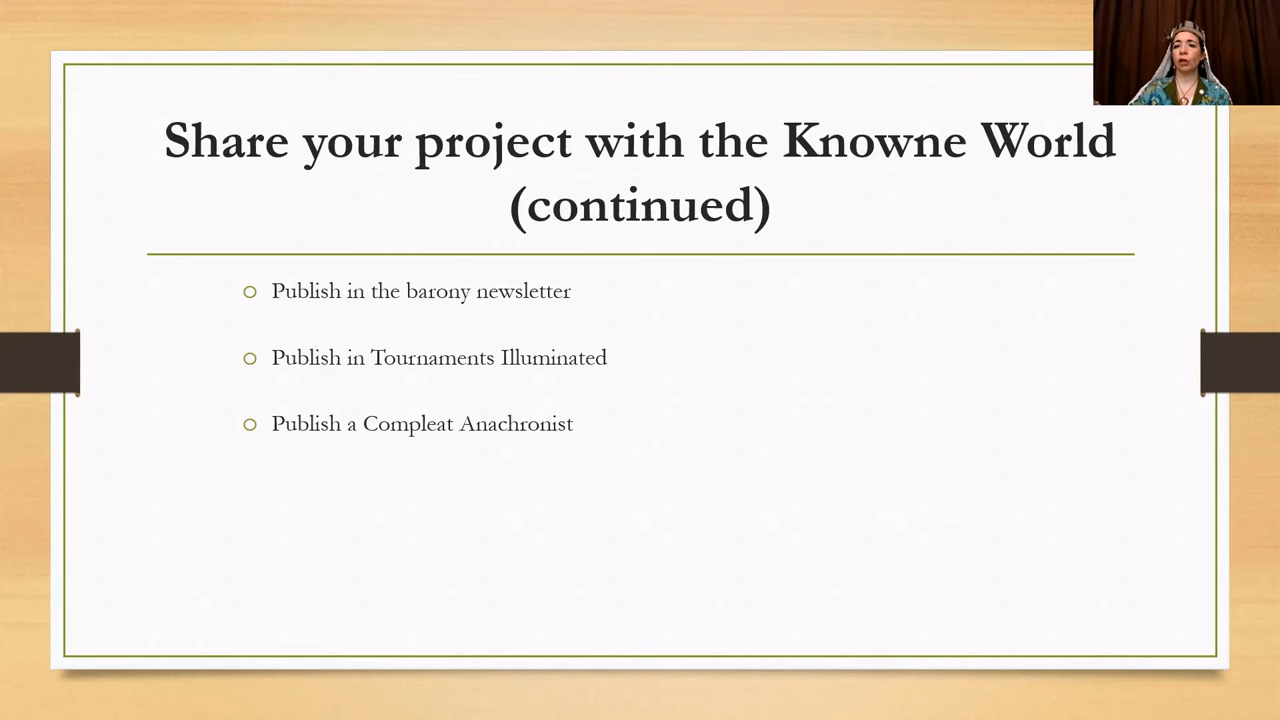 Share your project with the Knowne World
(continued)
Publish in the barony newsletter
Publish in Tournaments Illuminated
Publish a Compleat Anachronist